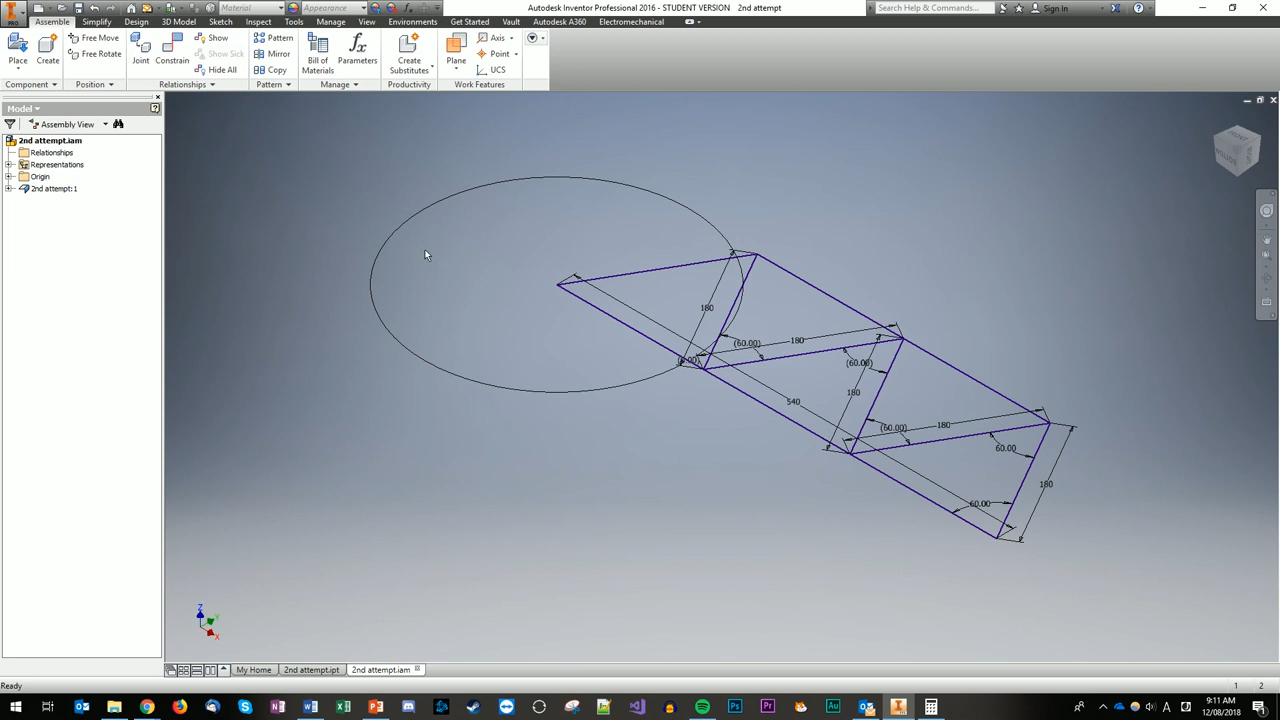 Material
Appearance
Autodesk Inventor Professional 2016 - STUDENT VERSION 2nd attempt
Search Help & Commands...
Sign In
PRO
Assemble Simplify Design 3D Model Sketch Inspect Tools Manage View Environments Get Started Vault Autodesk A360 Electromechanical
Place Create
Free Move
Free Rotate
Joint Constrain
Show
Show Sick
Hide All
Pattern
Mirror
Copy
Bill of Materials
Parameters
Create Substitutes
Plane
Axis
Point
UCS
Component Position Relationships Pattern Manage Productivity Work Features
Model
Assembly View
2nd attempt.iam
Relationships
Representations
Origin
2nd attempt:1
180
(60.00)
180
(60.00)
540
180
(60.00)
180
60.00
180
60.00
Z
Y
X
My Home 2nd attempt.ipt 2nd attempt.iam
Ready
1 2
9:11 AM
12/08/2018